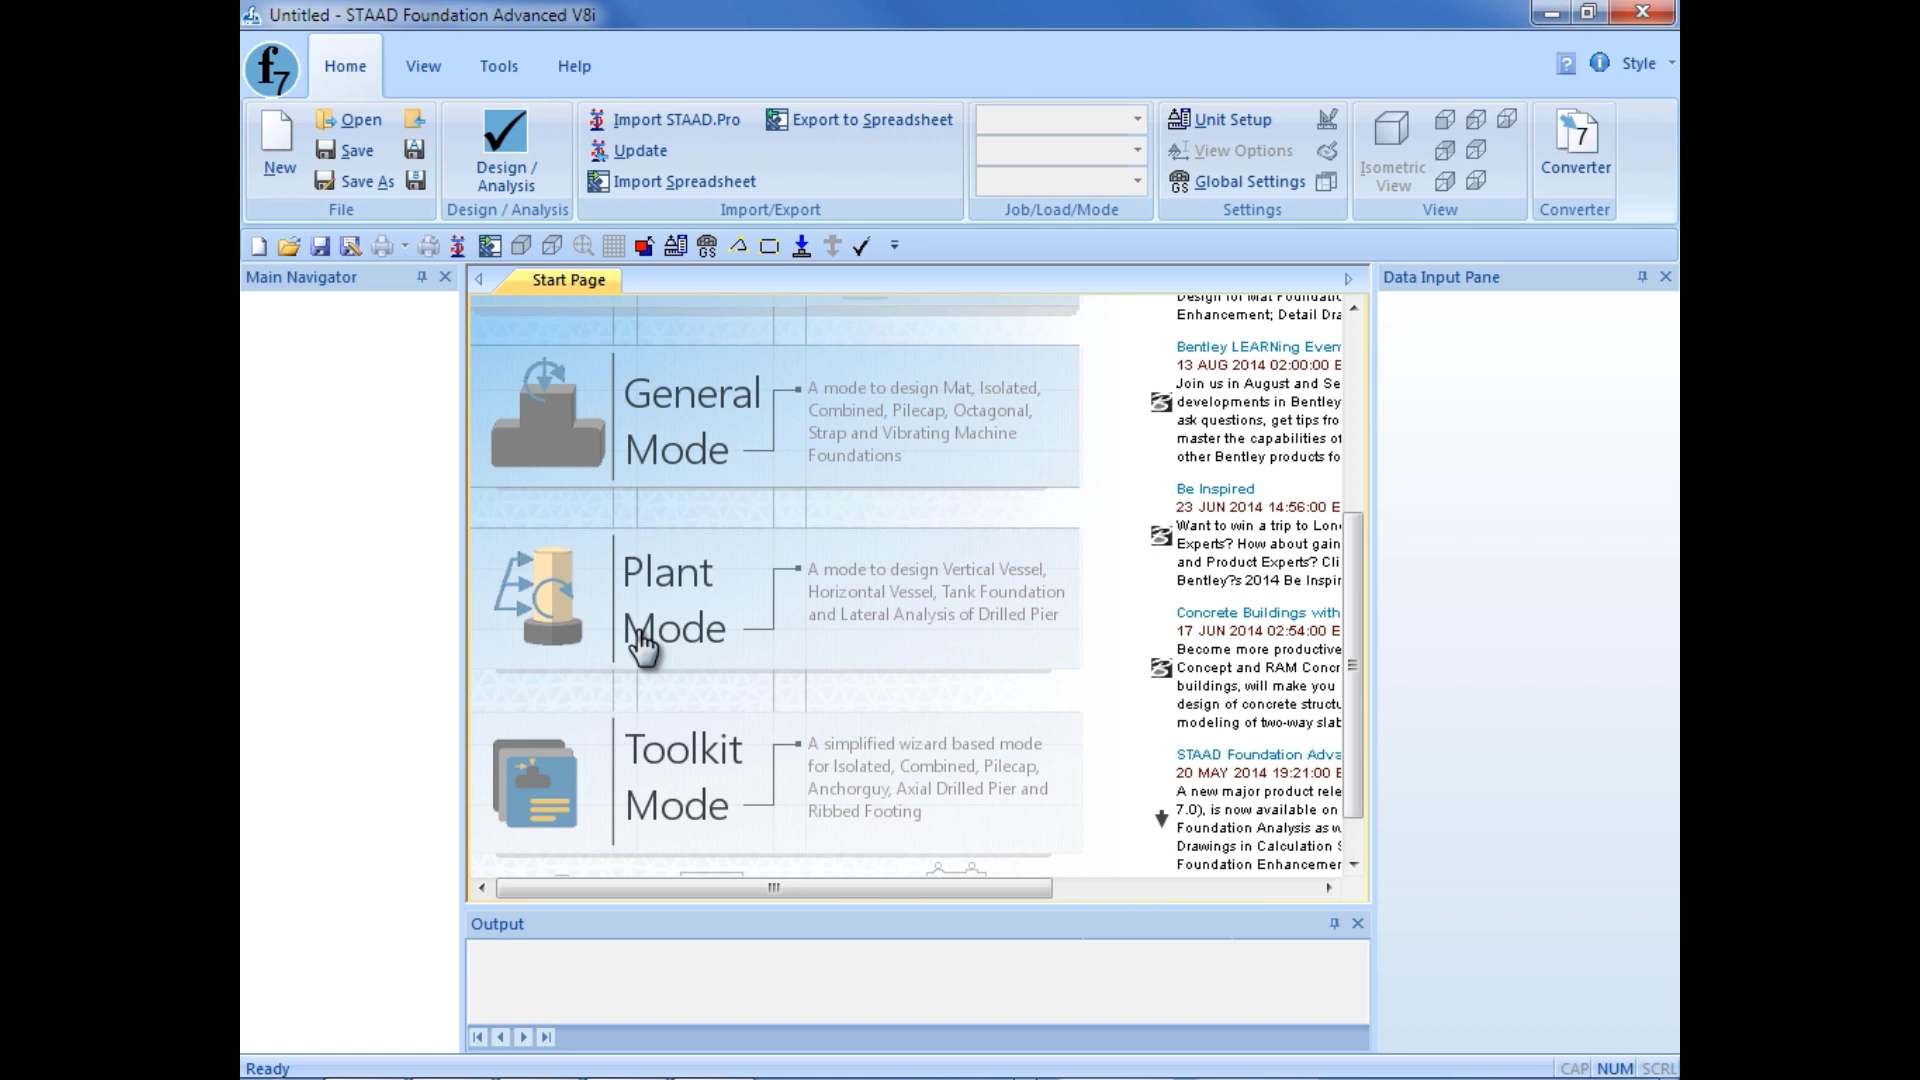 Untitled - STAAD Foundation Advanced V8i
Home
View
Tools
Help
Style
New
Open
Save
Save As
File
Design /
Analysis
Design / Analysis
Import STAAD.Pro
Update
Import Spreadsheet
Export to Spreadsheet
Import/Export
Job/Load/Mode
Unit Setup
View Options
Global Settings
Settings
Isometric
View
View
7
Converter
Converter
Main Navigator
Start Page
Data Input Pane
General
Mode
A mode to design Mat, Isolated,
Combined, Pilecap, Octagonal,
Strap and Vibrating Machine
Foundations
Plant
Mode
A mode to design Vertical Vessel,
Horizontal Vessel, Tank Foundation
and Lateral Analysis of Drilled Pier
Toolkit
Mode
A simplified wizard based mode
for Isolated, Combined, Pilecap,
Anchorguy, Axial Drilled Pier and
Ribbed Footing
Design for Mat
Enhancement; Detail Dra
Bentley LEARNing Even
13 AUG 2014 02:00:00 E
Join us in August and Se
developments in Bentley
ask questions, get tips fro
master the capabilities of
other Bentley products fo
Be Inspired
23 JUN 2014 14:56:00 E
Want to win a trip to Lon
Experts? How about gain
and Product Experts? Cli
Bentley?s 2014 Be Inspir
Concrete Buildings with
17 JUN 2014 02:54:00 E
Become more productive
Concept and RAM Concr
buildings, will make you
design of concrete structu
modeling of two-way slab
STAAD Foundation Adva
20 MAY 2014 19:21:00 E
A new major product rele
7.0), is now available on
Foundation Analysis as w
Drawings in Calculation S
Foundation Enhancemer
Output
Ready
CAP
NUM
SCRL